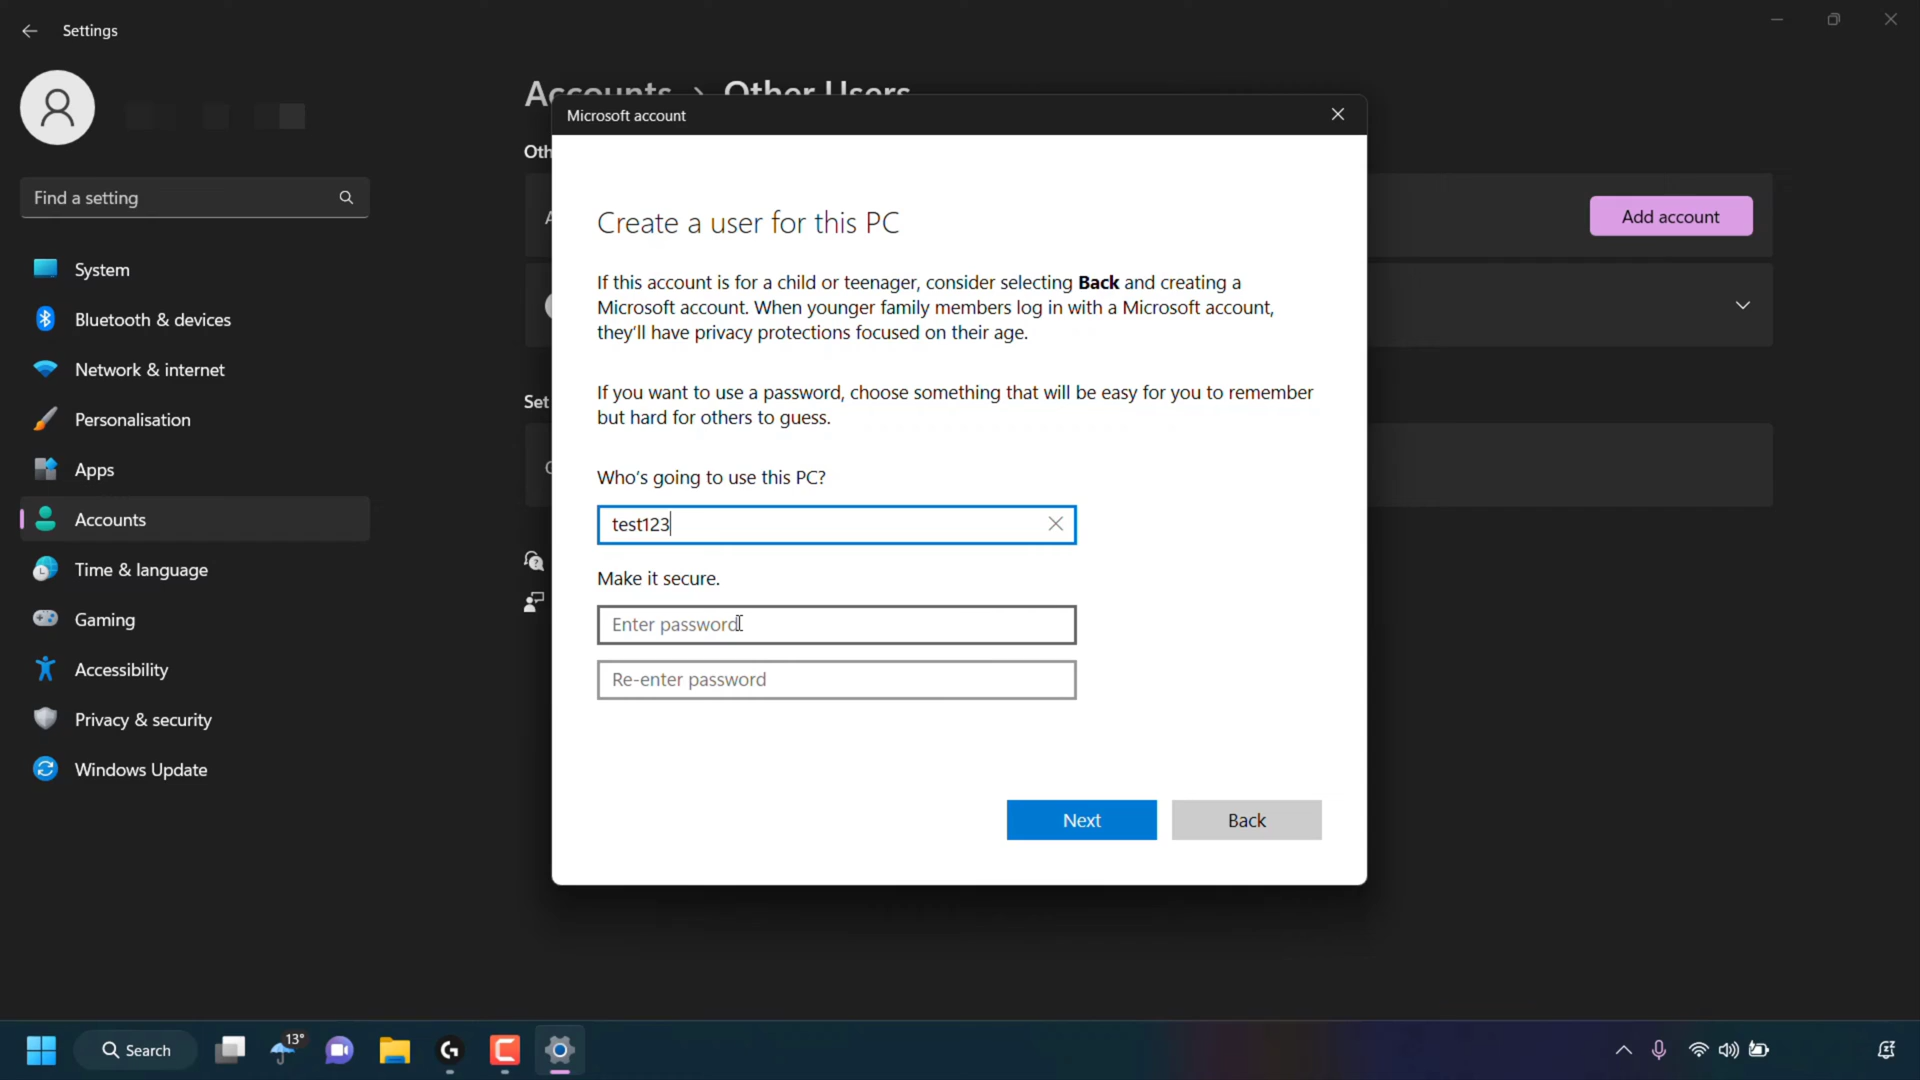 Settings
Accounts > Other Users
Microsoft account
Find a setting
Add account
System
Bluetooth & devices
Network & internet
Personalisation
Apps
Accounts
Time & language
Gaming
Accessibility
Privacy & security
Windows Update
Create a user for this PC
If this account is for a child or teenager, consider selecting Back and creating a
Microsoft account. When younger family members log in with a Microsoft account,
they'll have privacy protections focused on their age.
If you want to use a password, choose something that will be easy for you to remember
but hard for others to guess.
Who's going to use this PC?
test123
Make it secure.
Enter password
Re-enter password
Next
Back
Search
13°